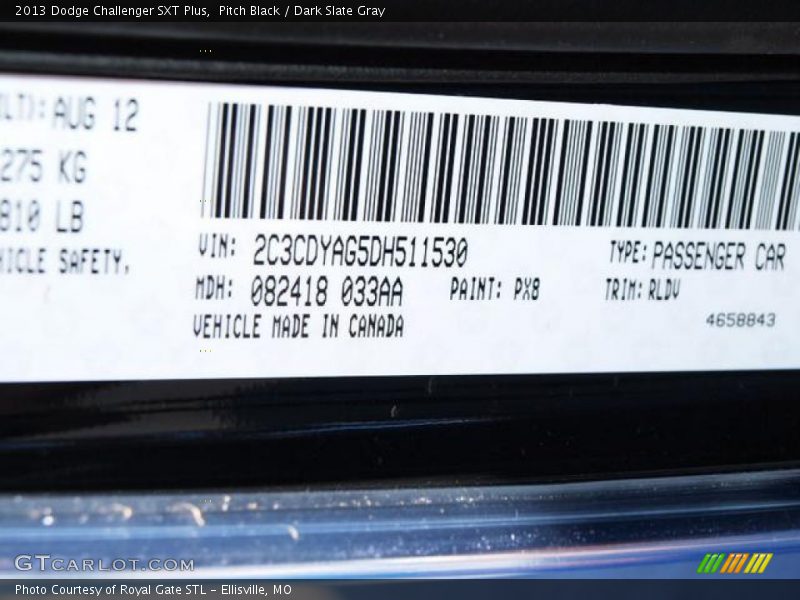 2013 Dodge Challenger SXT Plus, Pitch Black / Dark Slate Gray
AUG 12
275 KG
810 LB
SAFETY.
VIN: 2C3CDYAG5DH511530
TYPE: PASSENGER CAR
MDH: 082418 033AA
PAINT: PX8
TRIM: RLDV
VEHICLE MADE IN CANADA
4658843
GTCARLOT.COM
Photo Courtesy of Royal Gate STL - Ellisville, MO